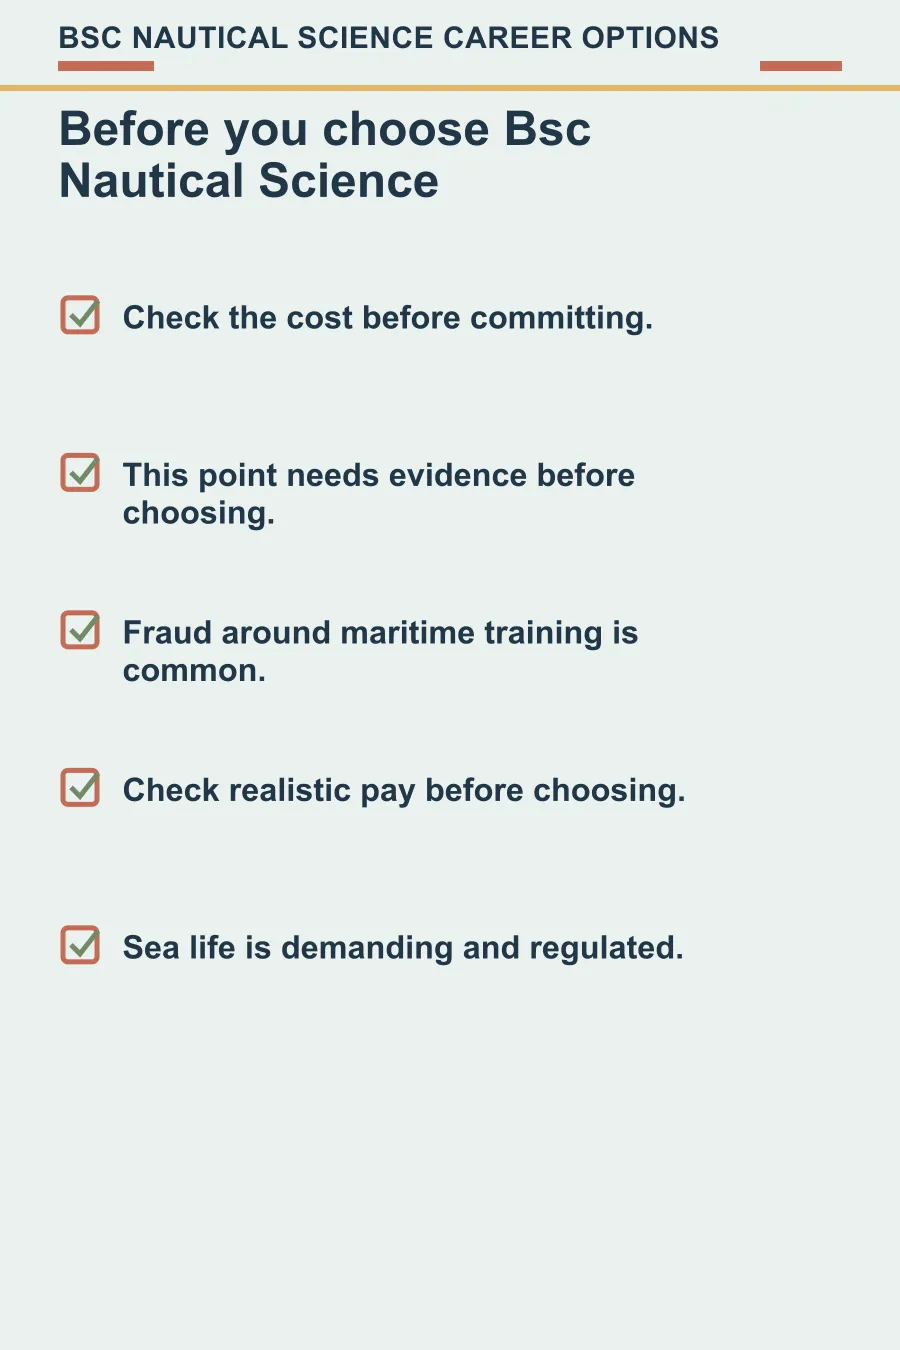 BSC NAUTICAL SCIENCE CAREER OPTIONS
Before you choose Bsc
Nautical Science
Check the cost before committing.
This point needs evidence before
choosing.
Fraud around maritime training is
common.
Check realistic pay before choosing.
Sea life is demanding and regulated.